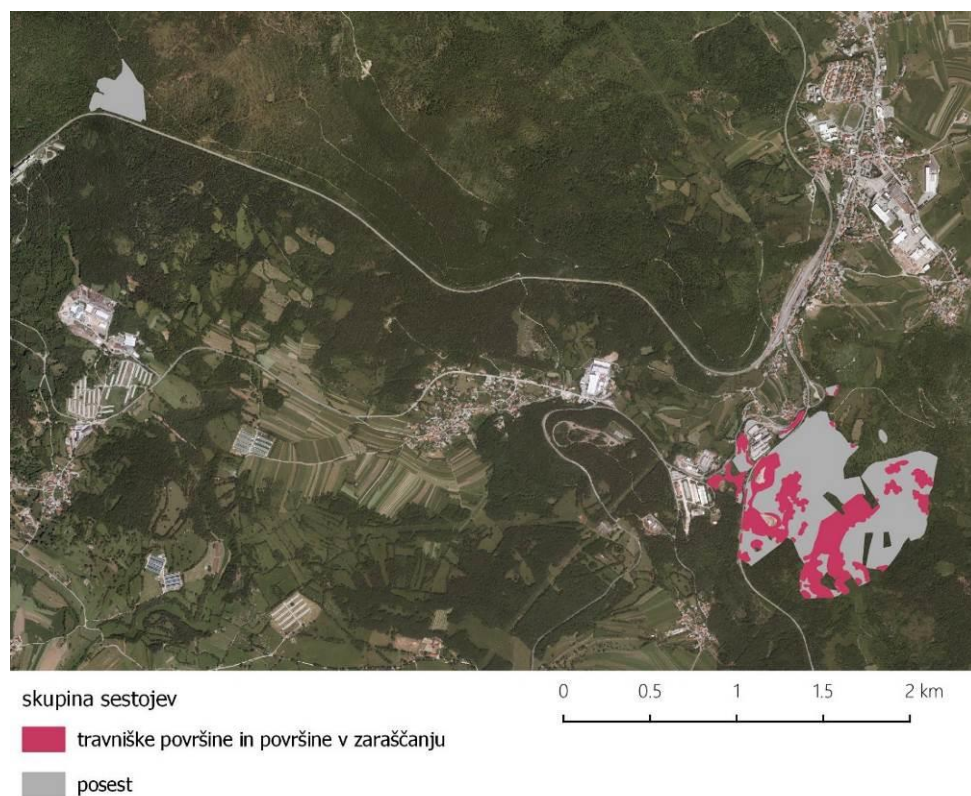 skupina sestojev
travniške površine in površine v zaraščanju
posest
0 0.5 1 1.5 2 km